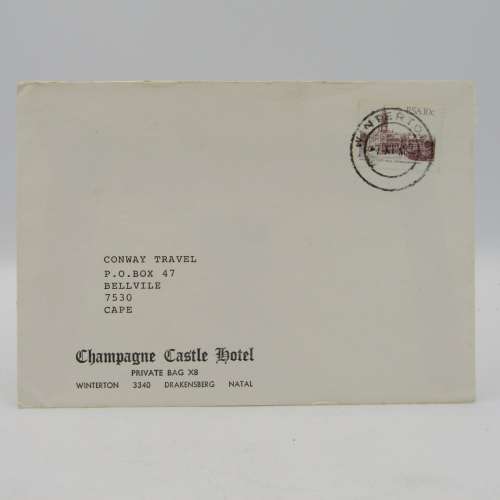 RSA 10c
WINTERTON
CONWAY TRAVEL
P.O.BOX 47
BELLVILE
7530
CAPE
Champagne Castle Hotel
PRIVATE BAG X8
WINTERTON 3340 DRAKENSBERG NATAL